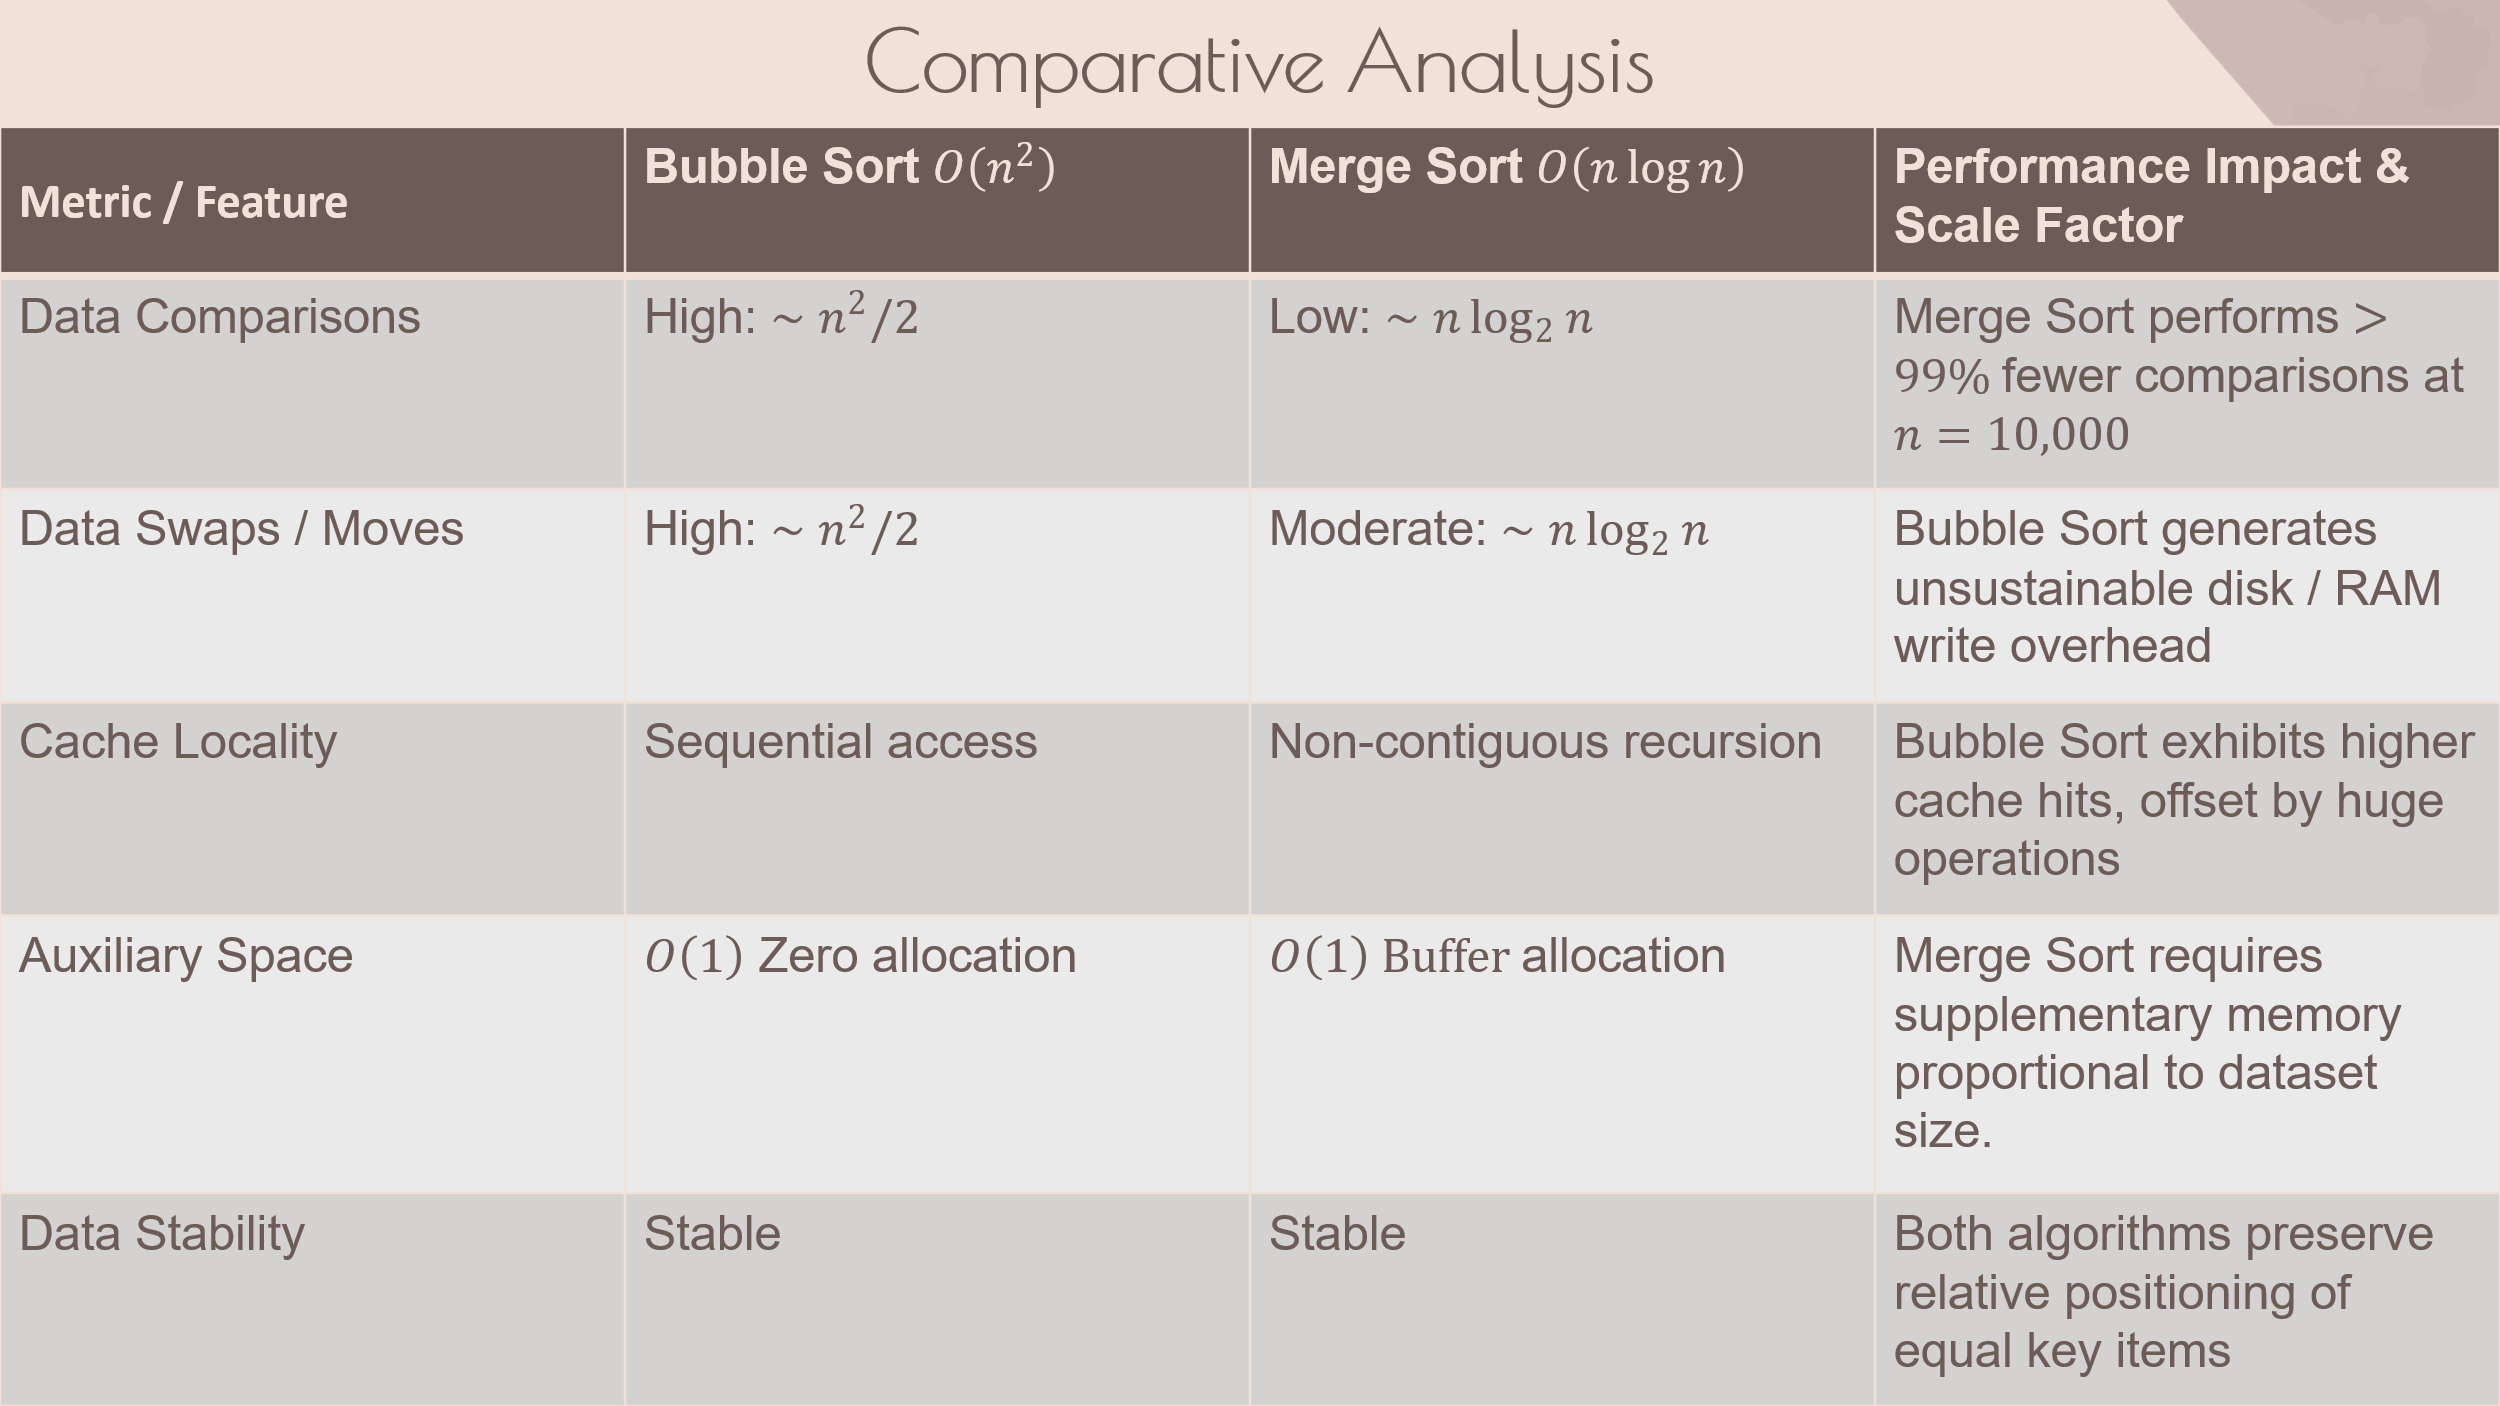 Comparative Analysis
Metric / Feature
Bubble Sort O(n²)
Merge Sort O(n log n)
Performance Impact &
Scale Factor
Data Comparisons
High: ~ n²/2
Low: ~ n log₂ n
Merge Sort performs >
99% fewer comparisons at
n = 10,000
Data Swaps / Moves
High: ~ n²/2
Moderate: ~ n log₂ n
Bubble Sort generates
unsustainable disk / RAM
write overhead
Cache Locality
Sequential access
Non-contiguous recursion
Bubble Sort exhibits higher
cache hits, offset by huge
operations
Auxiliary Space
O(1) Zero allocation
O(1) Buffer allocation
Merge Sort requires
supplementary memory
proportional to dataset
size.
Data Stability
Stable
Stable
Both algorithms preserve
relative positioning of
equal key items